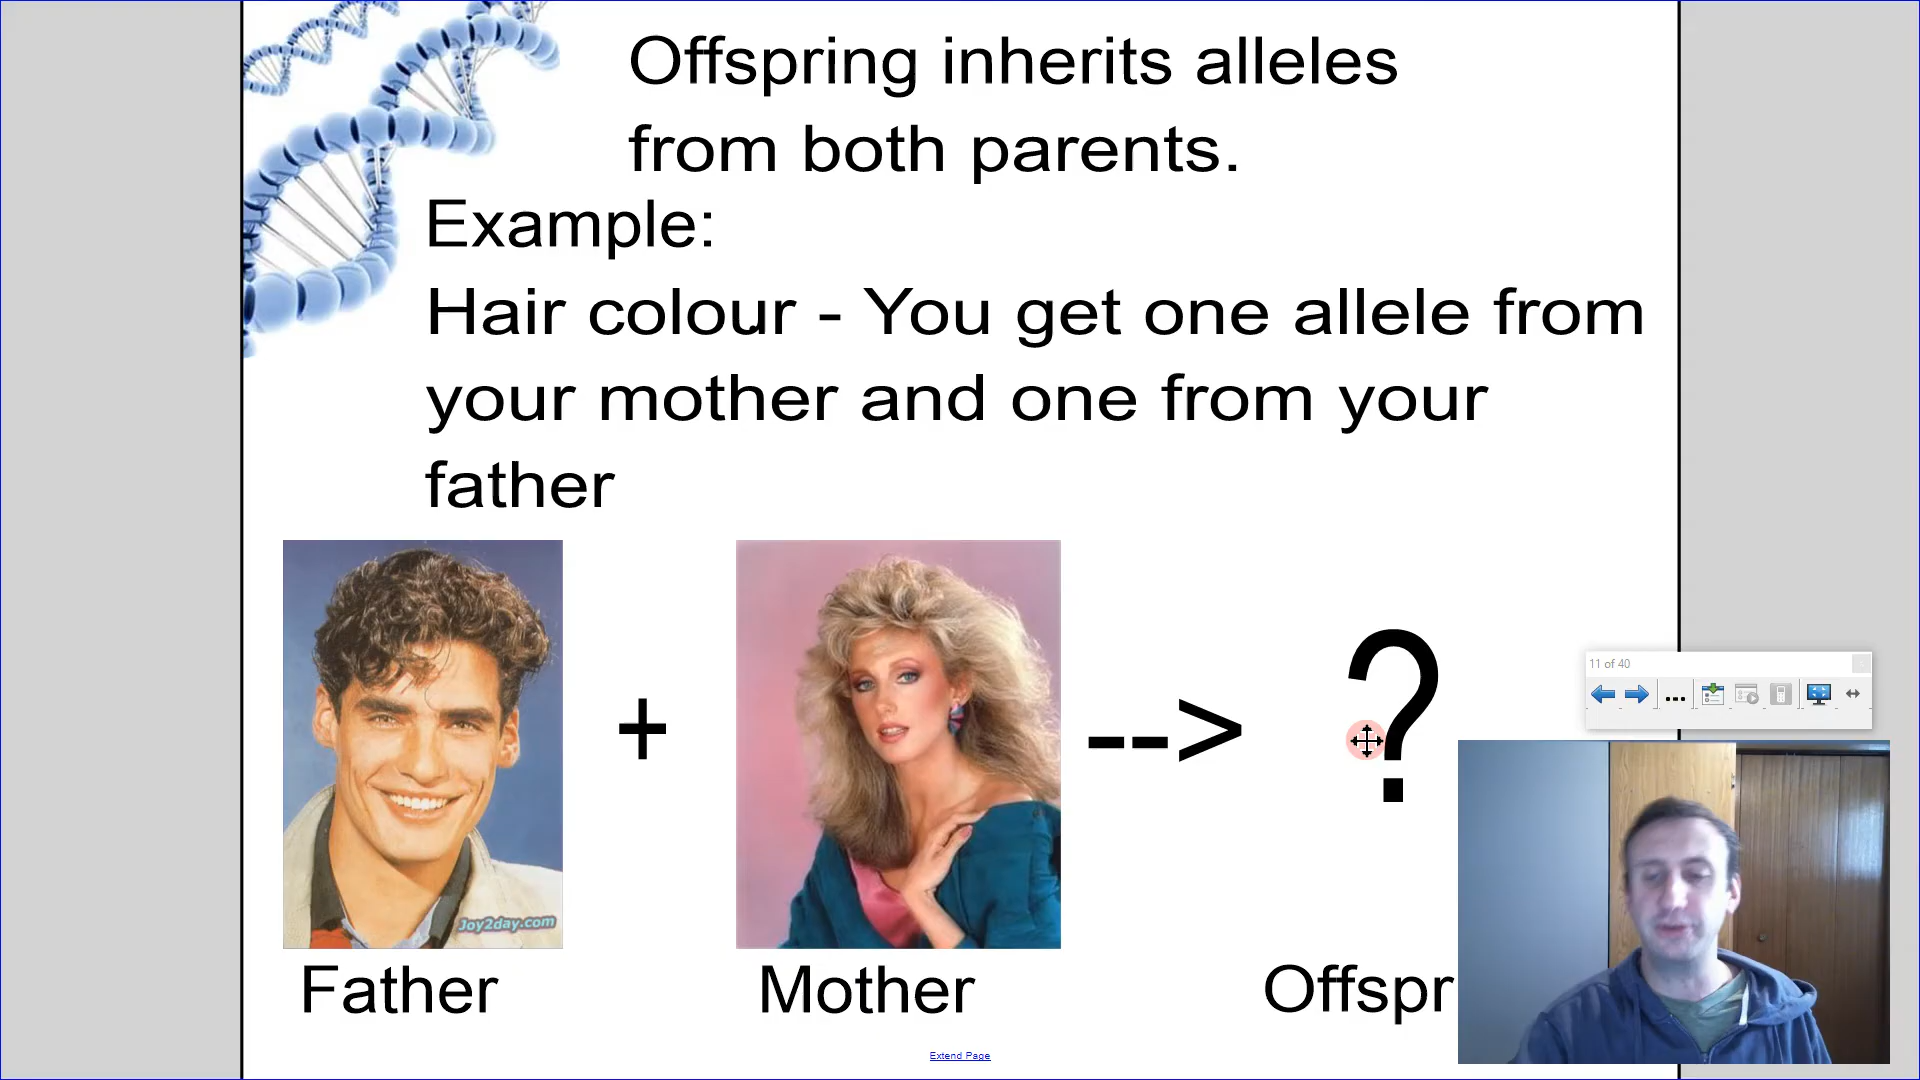 Offspring inherits alleles
from both parents.
Example:
Hair colour - You get one allele from
your mother and one from your
father
+
-->
?
Joy2day.com
Father
Mother
Offspr
Extend Page
11 of 40